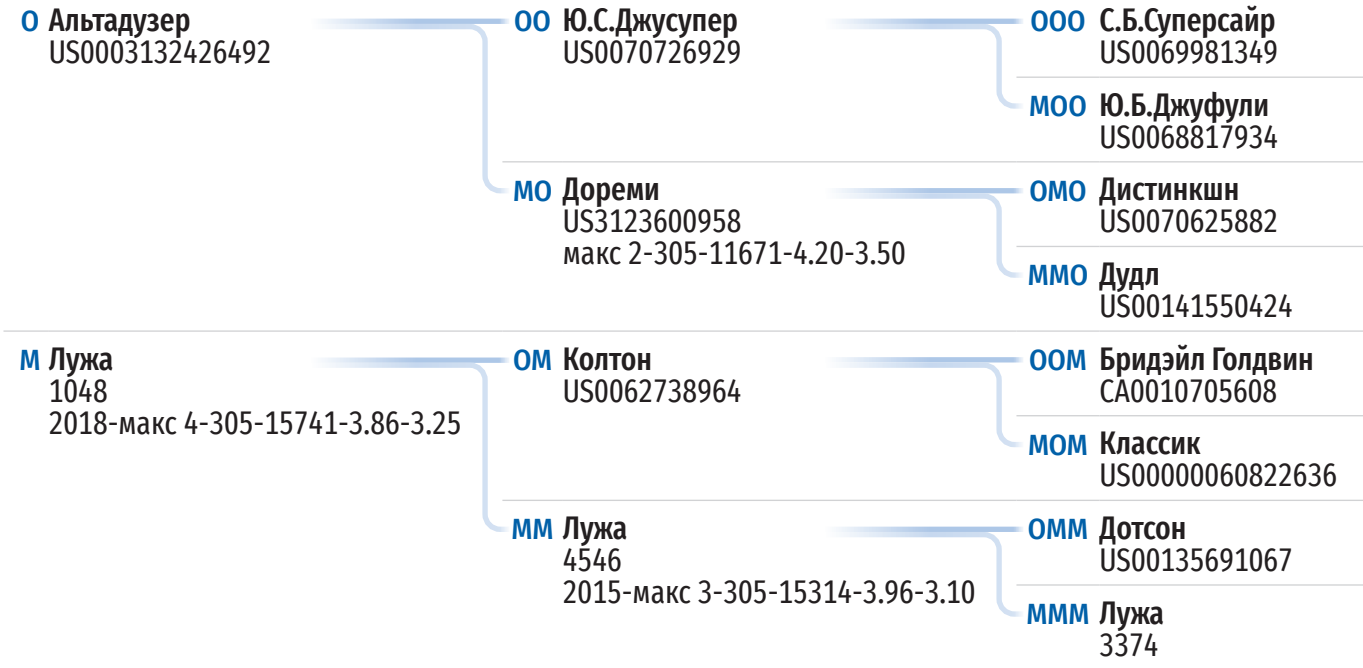 О Альтадузер
US0003132426492
ОО Ю.С.Джусупер
US0070726929
ООО С.Б.Суперсайр
US0069981349
МОО Ю.Б.Джуфули
US0068817934
МО Дореми
US3123600958
макс 2-305-11671-4.20-3.50
ОМО Дистинкшн
US0070625882
ММО Дудл
US00141550424
М Лужа
1048
2018-макс 4-305-15741-3.86-3.25
ОМ Колтон
US0062738964
ООМ Бридэйл Голдвин
CA0010705608
МОМ Классик
US00000060822636
ММ Лужа
4546
2015-макс 3-305-15314-3.96-3.10
ОММ Дотсон
US00135691067
МММ Лужа
3374